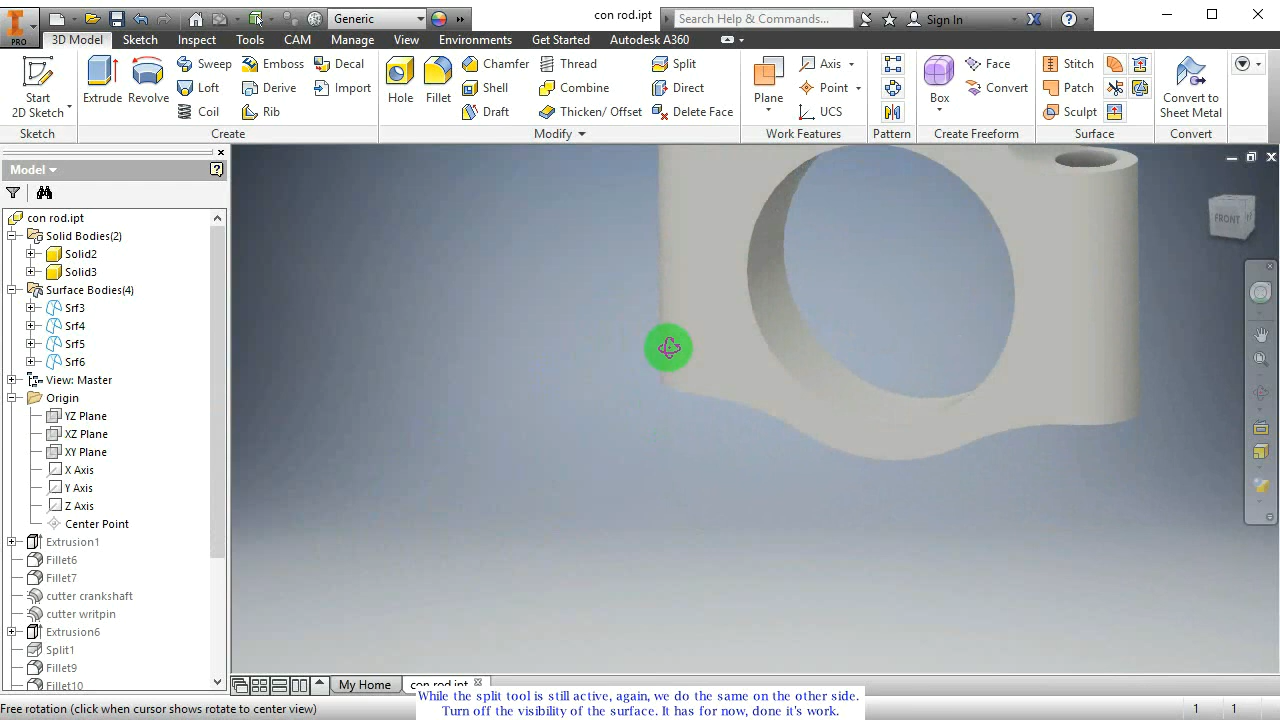 PRO
Generic
con rod.ipt
Search Help & Commands...
Sign In
3D Model Sketch Inspect Tools CAM Manage View Environments Get Started Autodesk A360
Start
2D Sketch
Sketch
Extrude
Revolve
Sweep
Loft
Coil
Emboss
Derive
Rib
Decal
Import
Create
Hole
Fillet
Chamfer
Shell
Draft
Thread
Combine
Thicken/ Offset
Split
Direct
Delete Face
Modify
Plane
Axis
Point
UCS
Work Features
Pattern
Box
Face
Convert
Create Freeform
Stitch
Patch
Sculpt
Surface
Convert to
Sheet Metal
Convert
Model
con rod.ipt
Solid Bodies(2)
Solid2
Solid3
Surface Bodies(4)
Srf3
Srf4
Srf5
Srf6
View: Master
Origin
YZ Plane
XZ Plane
XY Plane
X Axis
Y Axis
Z Axis
Center Point
Extrusion1
Fillet6
Fillet7
cutter crankshaft
cutter writpin
Extrusion6
Split1
Fillet9
Fillet10
FRONT
My Home
con rod.ipt
While the split tool is still active, again, we do the same on the other side.
Turn off the visibility of the surface. It has for now, done it's work.
Free rotation (click when cursor shows rotate to center view)
1 1